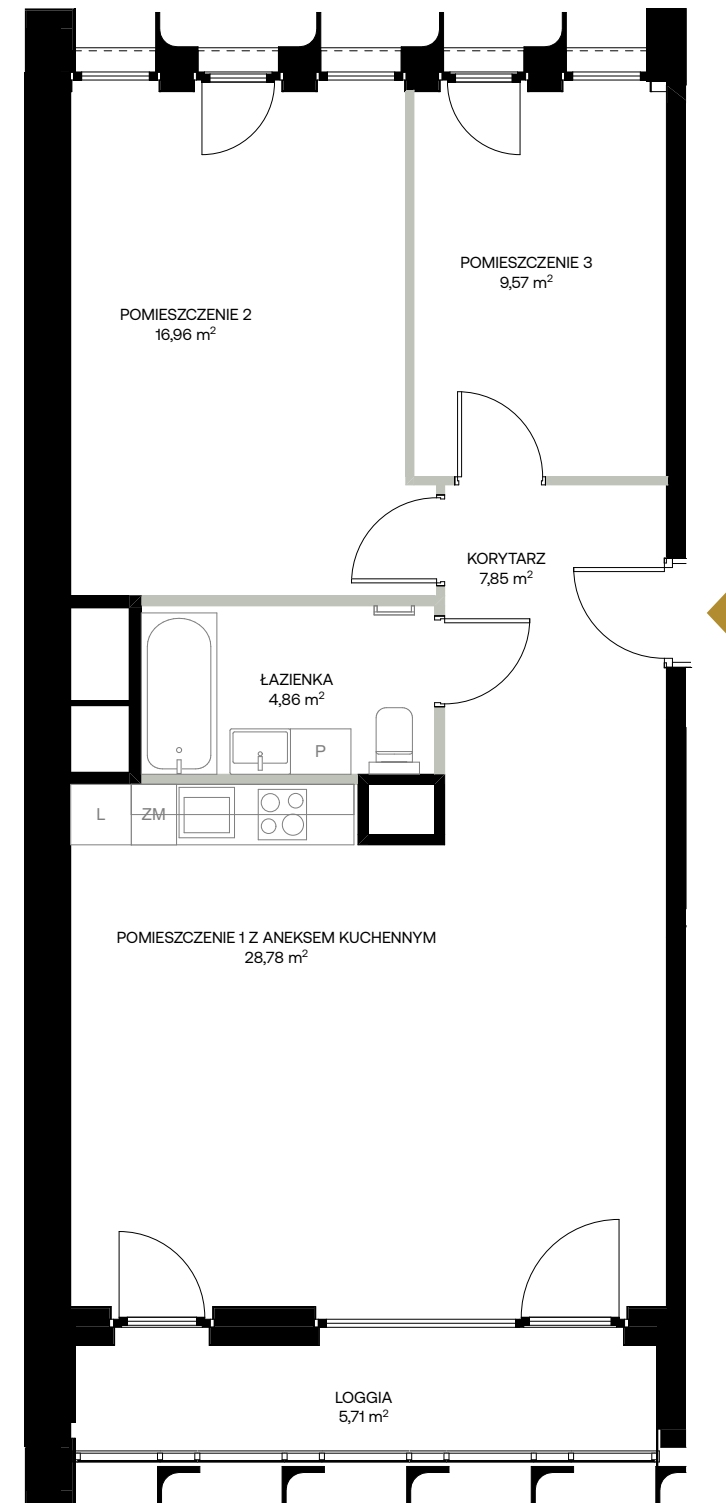 POMIESZCZENIE 3
9,57 m²
POMIESZCZENIE 2
16,96 m²
KORYTARZ
7,85 m²
ŁAZIENKA
4,86 m²
P
L
ZM
POMIESZCZENIE 1 Z ANEKSEM KUCHENNYM
28,78 m²
LOGGIA
5,71 m²